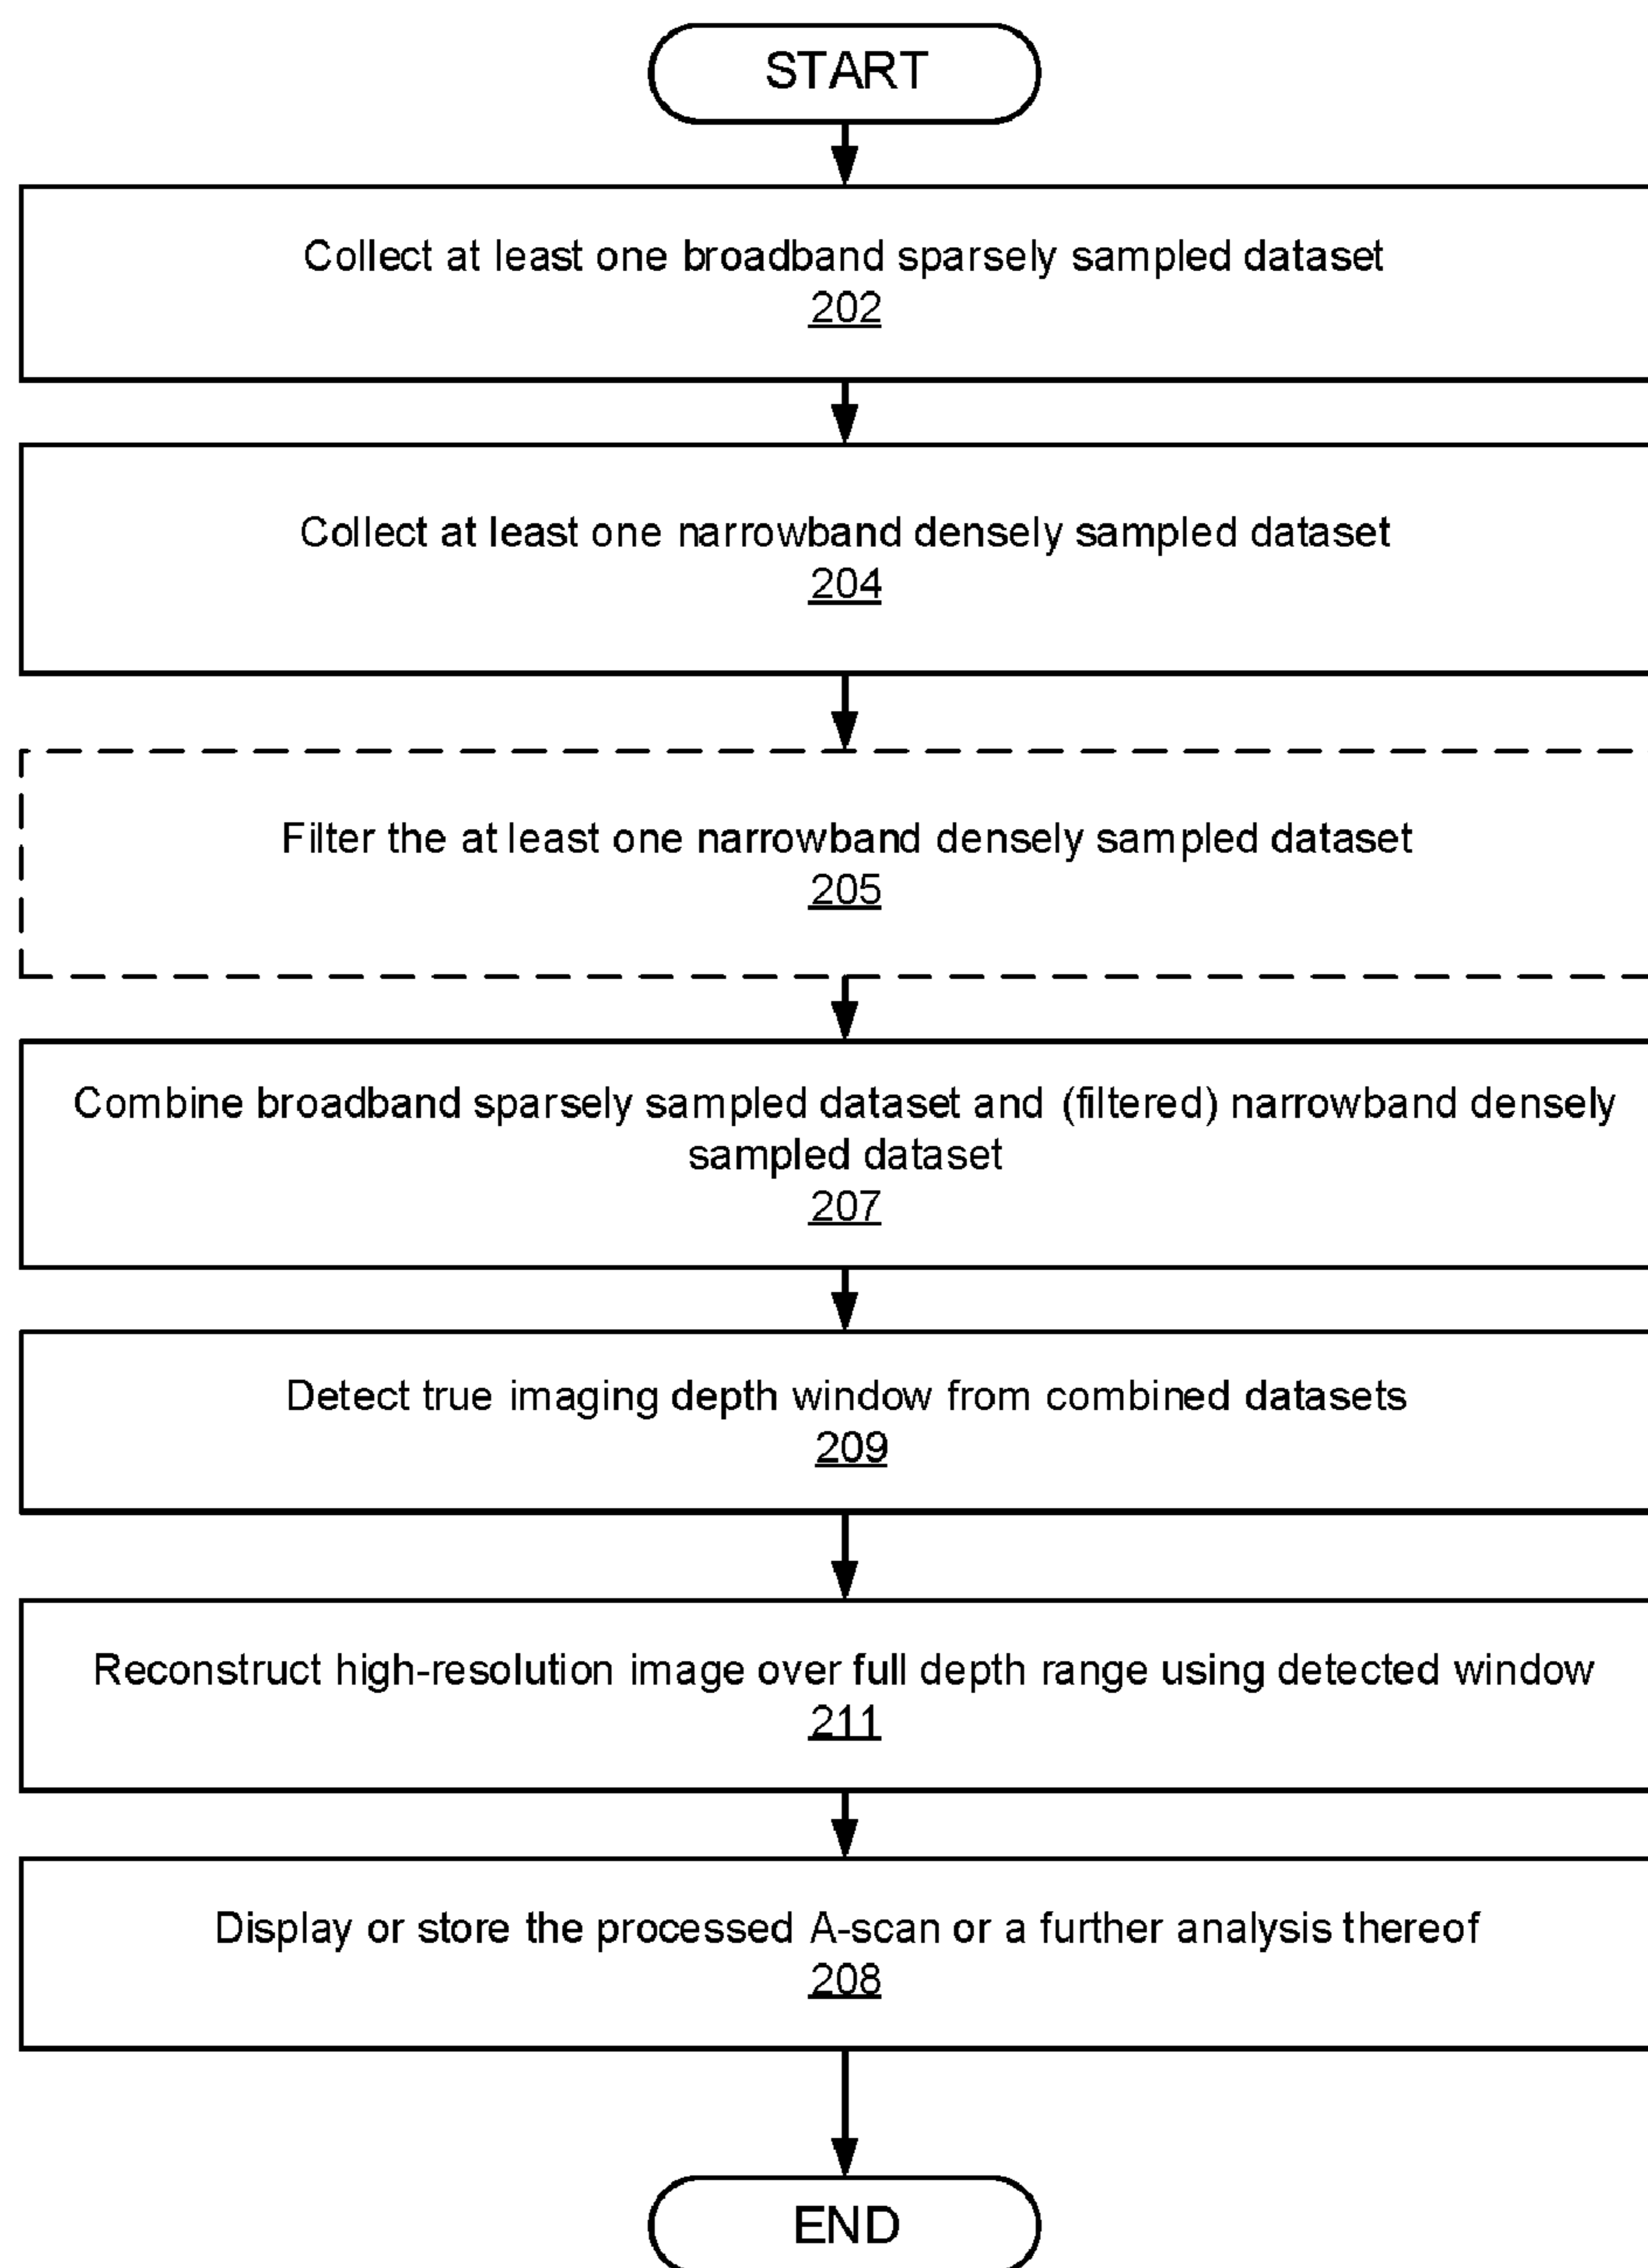 START
Collect at least one broadband sparsely sampled dataset
202
Collect at least one narrowband densely sampled dataset
204
Filter the at least one narrowband densely sampled dataset
205
Combine broadband sparsely sampled dataset and (filtered) narrowband densely
sampled dataset
207
Detect true imaging depth window from combined datasets
209
Reconstruct high-resolution image over full depth range using detected window
211
Display or store the processed A-scan or a further analysis thereof
208
END